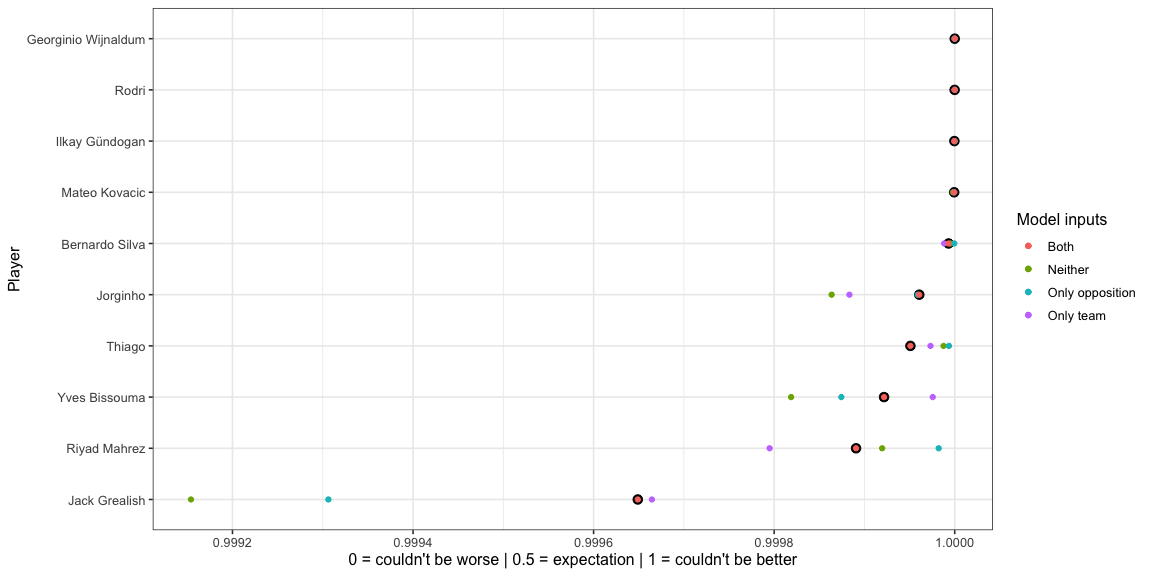 Georginio Wijnaldum
Rodri
Ilkay Gündogan
Mateo Kovacic
Bernardo Silva
Jorginho
Thiago
Yves Bissouma
Riyad Mahrez
Jack Grealish
Player
0.9992
0.9994
0.9996
0.9998
1.0000
0 = couldn't be worse | 0.5 = expectation | 1 = couldn't be better
Model inputs
Both
Neither
Only opposition
Only team